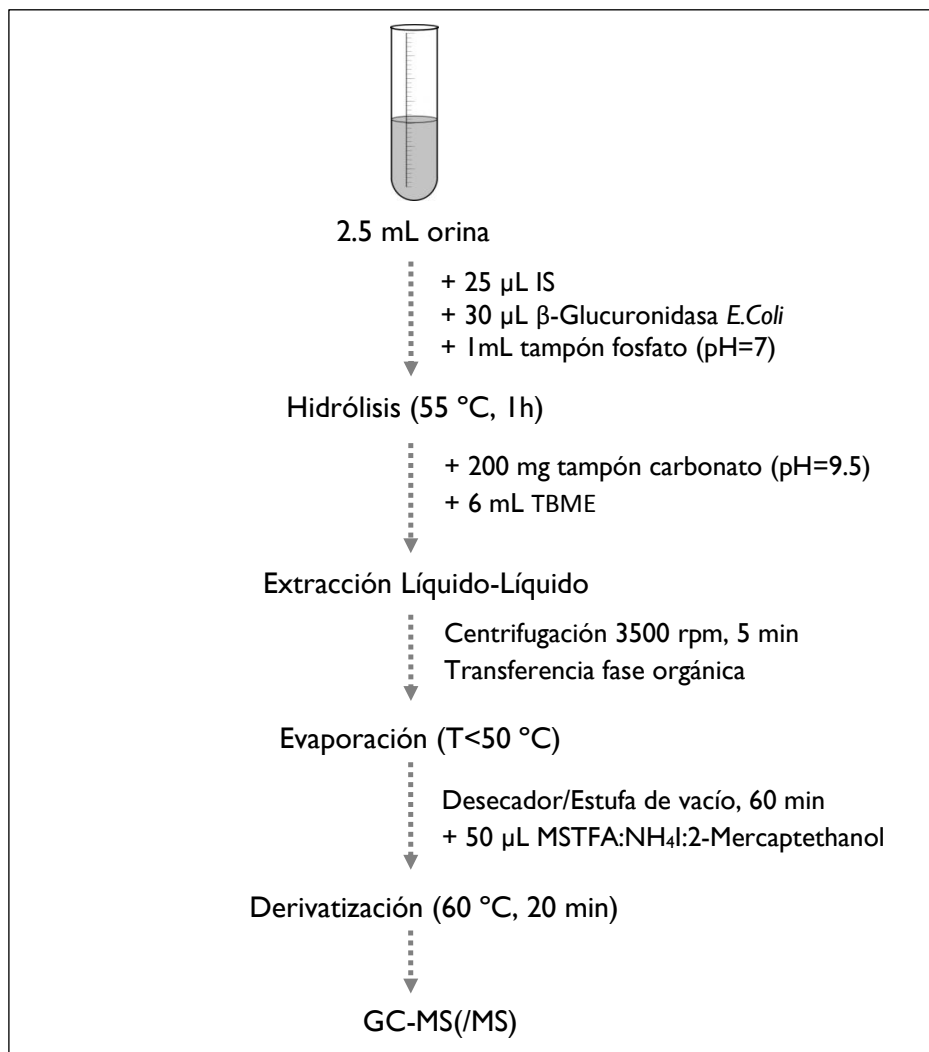 2.5 mL orina
+ 25 µL IS
+ 30 µL β-Glucuronidasa E.Coli
+ 1mL tampón fosfato (pH=7)
Hidrólisis (55 ºC, 1h)
+ 200 mg tampón carbonato (pH=9.5)
+ 6 mL TBME
Extracción Líquido-Líquido
Centrifugación 3500 rpm, 5 min
Transferencia fase orgánica
Evaporación (T<50 ºC)
Desecador/Estufa de vacío, 60 min
+ 50 µL MSTFA:NH₄I:2-Mercaptethanol
Derivatización (60 ºC, 20 min)
GC-MS(/MS)